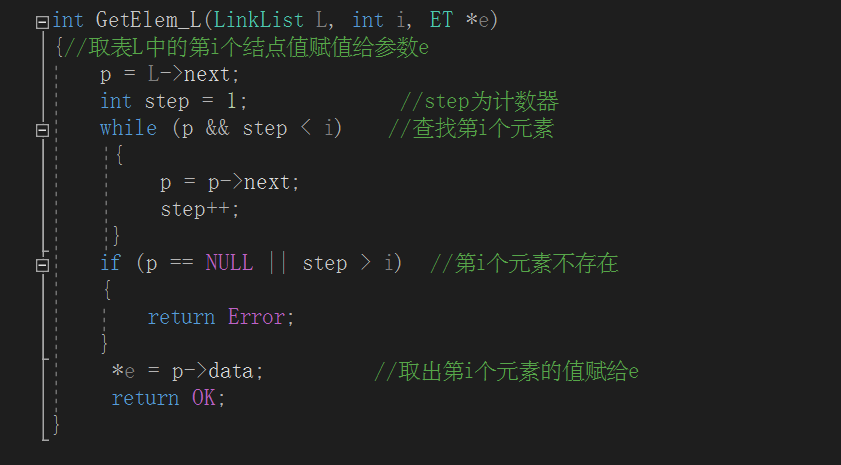 int GetElem_L(LinkList L, int i, ET *e)
{//取表L中的第i个结点值赋值给参数e
p = L->next;
int step = 1; //step为计数器
while (p && step < i) //查找第i个元素
{
p = p->next;
step++;
}
if (p == NULL || step > i) //第i个元素不存在
{
return Error;
}
*e = p->data; //取出第i个元素的值赋给e
return OK;
}